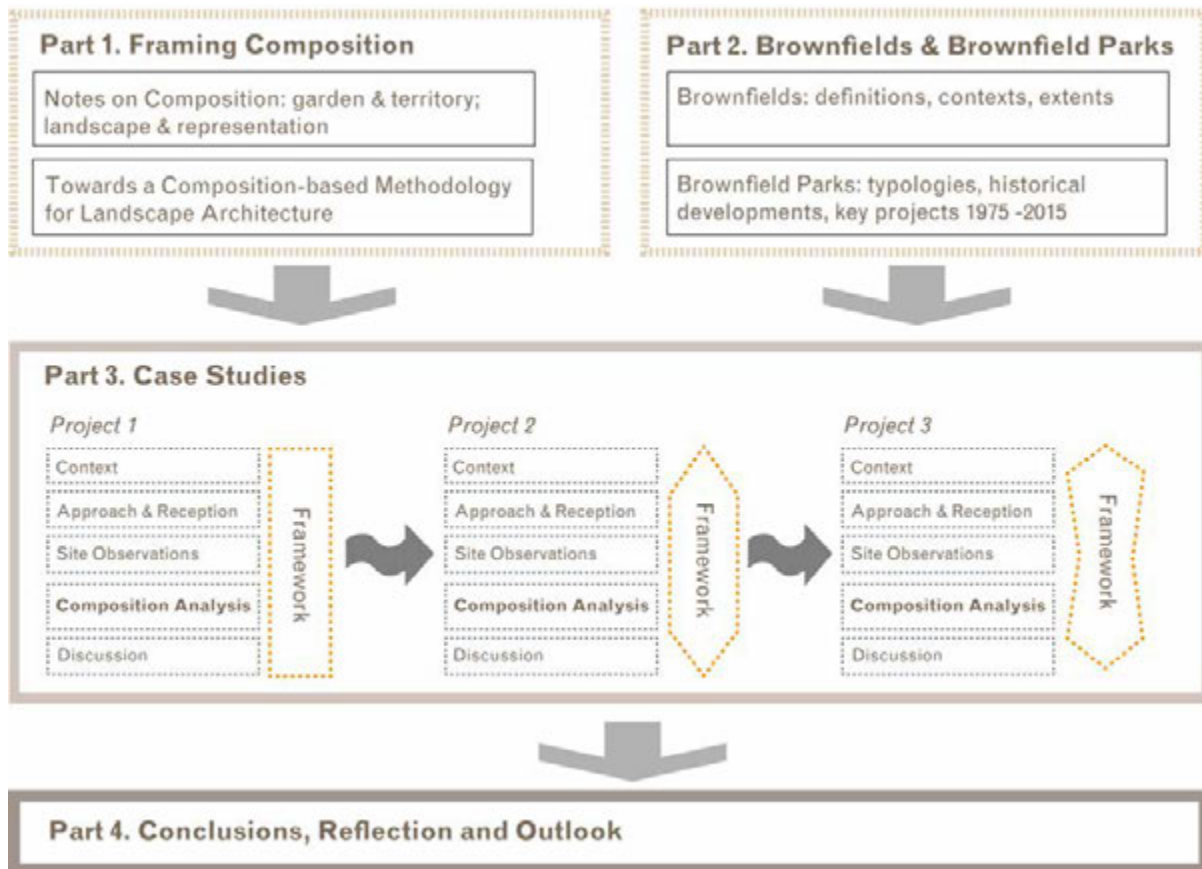 Part 1. Framing Composition
Notes on Composition: garden & territory;
landscape & representation
Towards a Composition-based Methodology
for Landscape Architecture
Part 2. Brownfields & Brownfield Parks
Brownfields: definitions, contexts, extents
Brownfield Parks: typologies, historical
developments, key projects 1975 -2015
Part 3. Case Studies
Project 1
Context
Approach & Reception
Site Observations
Composition Analysis
Discussion
Framework
Project 2
Context
Approach & Reception
Site Observations
Composition Analysis
Discussion
Framework
Project 3
Context
Approach & Reception
Site Observations
Composition Analysis
Discussion
Framework
Part 4. Conclusions, Reflection and Outlook